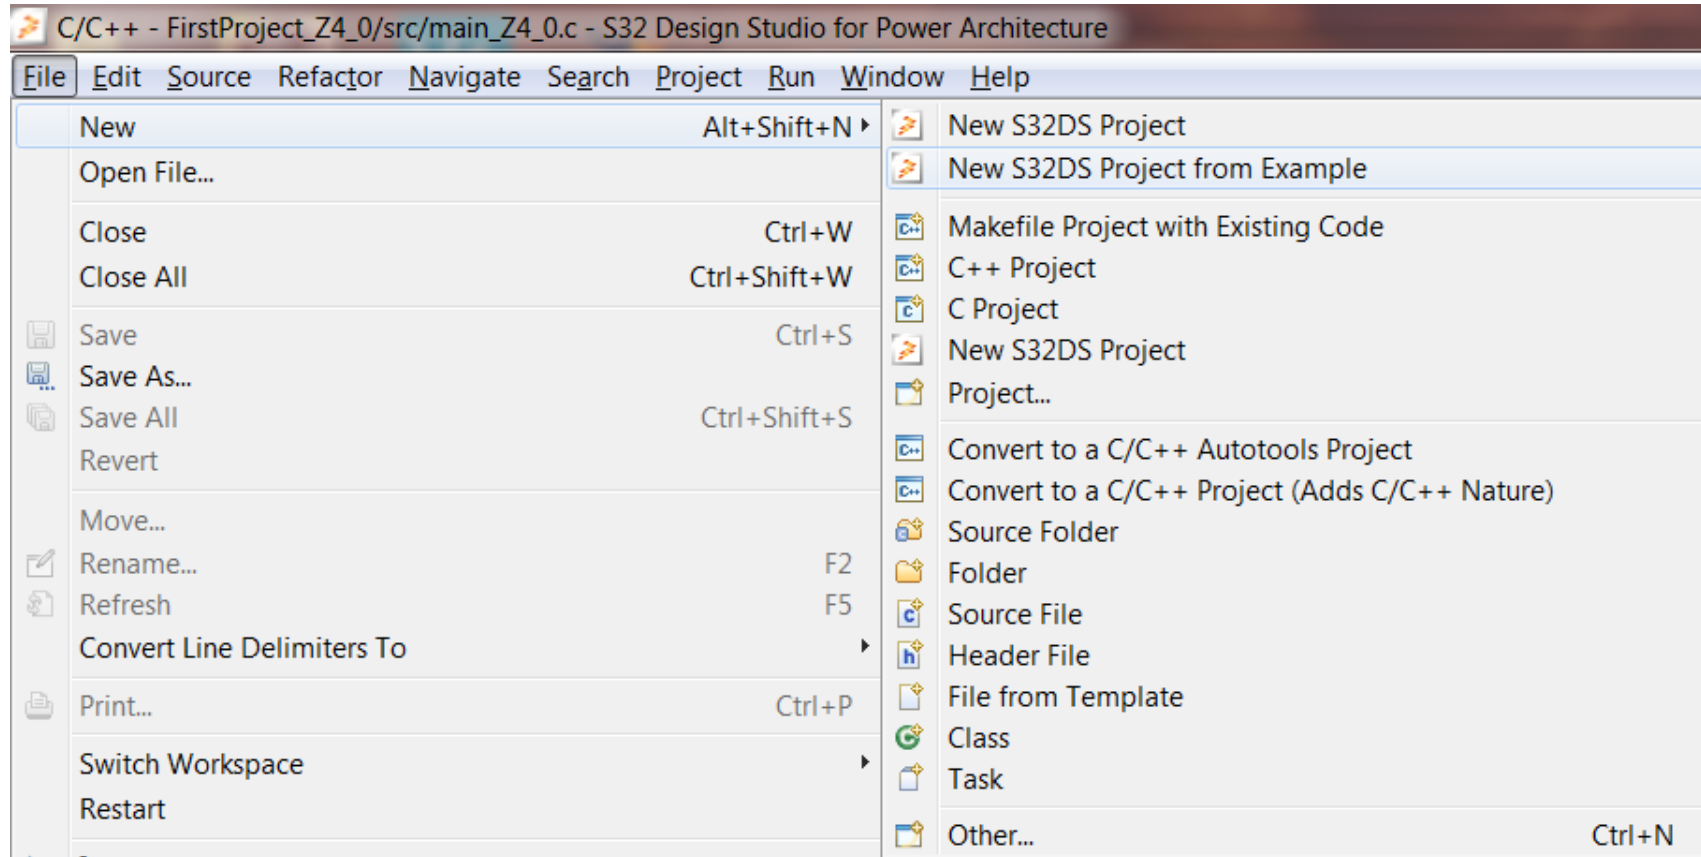 C/C++ - FirstProject_Z4_0/src/main_Z4_0.c - S32 Design Studio for Power Architecture
File Edit Source Refactor Navigate Search Project Run Window Help
New Alt+Shift+N
Open File...
Close Ctrl+W
Close All Ctrl+Shift+W
Save Ctrl+S
Save As...
Save All Ctrl+Shift+S
Revert
Move...
Rename... F2
Refresh F5
Convert Line Delimiters To
Print... Ctrl+P
Switch Workspace
Restart
New S32DS Project
New S32DS Project from Example
Makefile Project with Existing Code
C++ Project
C Project
New S32DS Project
Project...
Convert to a C/C++ Autotools Project
Convert to a C/C++ Project (Adds C/C++ Nature)
Source Folder
Folder
Source File
Header File
File from Template
Class
Task
Other... Ctrl+N